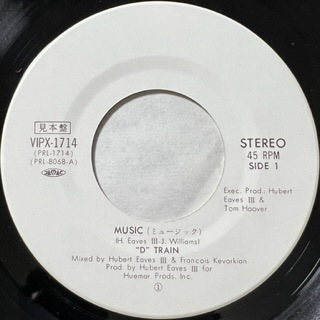 見本盤
VIPX-1714
(PRL-1714)
(PRL-8068-A)
STEREO
45 RPM
SIDE 1
Exec. Prod.: Hubert
Eaves III &
Tom Hoover
MUSIC (ミュージック)
(H. Eaves III-J. Williams)
"D" TRAIN
Mixed by Hubert Eaves III & Francois Kevorkian
Prod. by Hubert Eaves III for
Huemar Prods. Inc.
①